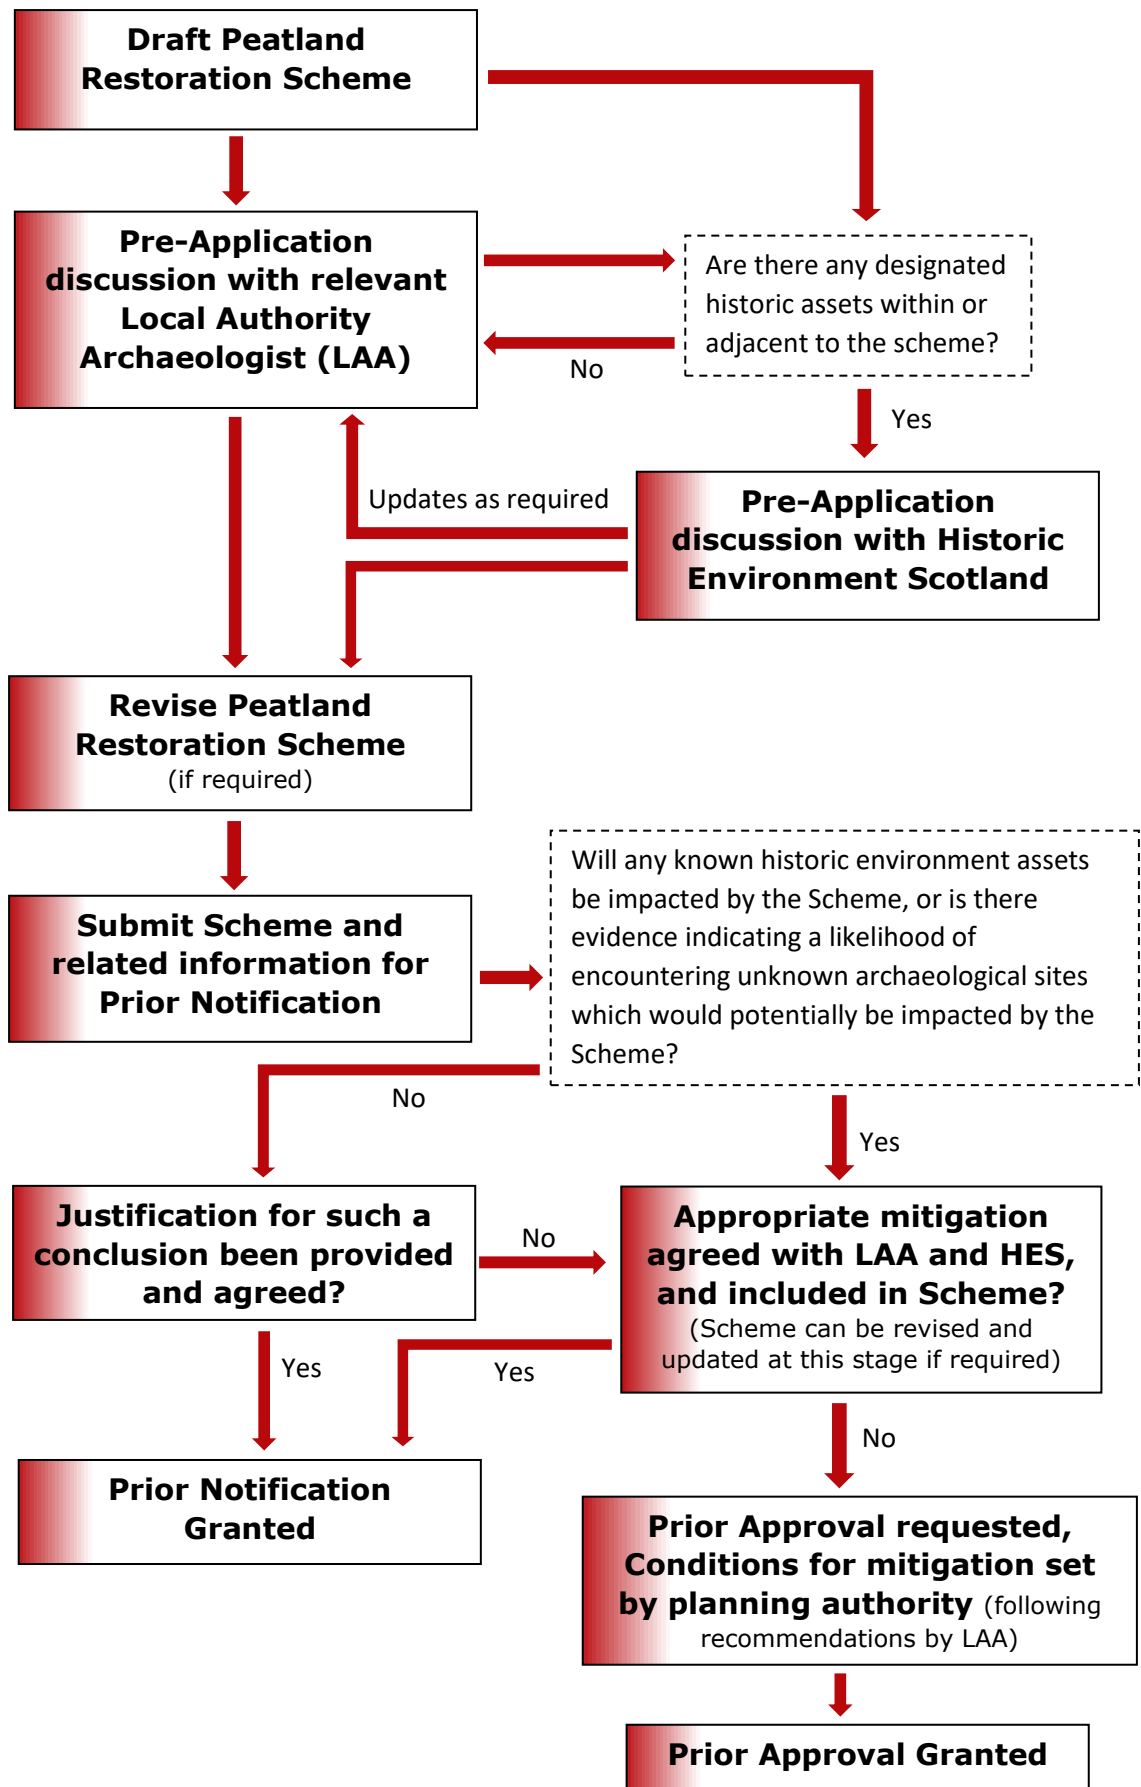 Draft Peatland
Restoration Scheme
Pre-Application
discussion with relevant
Local Authority
Archaeologist (LAA)
Are there any designated
historic assets within or
adjacent to the scheme?
No
Yes
Updates as required
Pre-Application
discussion with Historic
Environment Scotland
Revise Peatland
Restoration Scheme
(if required)
Submit Scheme and
related information for
Prior Notification
Will any known historic environment assets
be impacted by the Scheme, or is there
evidence indicating a likelihood of
encountering unknown archaeological sites
which would potentially be impacted by the
Scheme?
No
Yes
Justification for such a
conclusion been provided
and agreed?
No
Appropriate mitigation
agreed with LAA and HES,
and included in Scheme?
(Scheme can be revised and
updated at this stage if required)
Yes
Yes
No
Prior Notification
Granted
Prior Approval requested,
Conditions for mitigation set
by planning authority (following
recommendations by LAA)
Prior Approval Granted